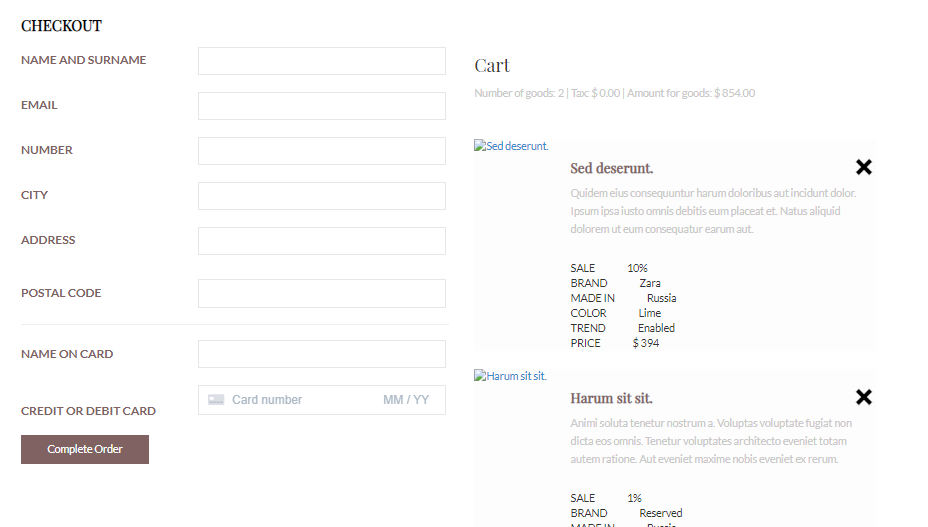 CHECKOUT
NAME AND SURNAME
EMAIL
NUMBER
CITY
ADDRESS
POSTAL CODE
NAME ON CARD
CREDIT OR DEBIT CARD
Card number MM / YY
Complete Order
Cart
Number of goods: 2 | Tax: $ 0.00 | Amount for goods: $ 854.00
Sed deserunt.
Sed deserunt.
Quidem eius consequuntur harum doloribus aut incidunt dolor.
Ipsum ipsa iusto omnis debitis eum placeat et. Natus aliquid
dolorem ut eum consequatur earum aut.
SALE 10%
BRAND Zara
MADE IN Russia
COLOR Lime
TREND Enabled
PRICE $ 394
Harum sit sit.
Harum sit sit.
Animi soluta tenetur nostrum a. Voluptas voluptate fugiat non
dicta eos omnis. Tenetur voluptates architecto eveniet totam
autem ratione. Aut eveniet maxime nobis eveniet ex rerum.
SALE 1%
BRAND Reserved
MADE IN Russia